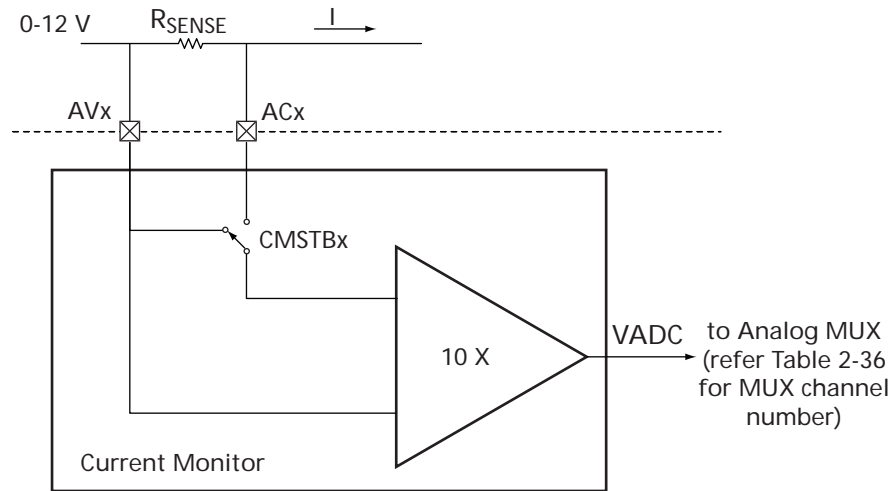 0-12 V
RSENSE
I
AVx
ACx
CMSTBx
10 X
VADC
to Analog MUX
(refer Table 2-36
for MUX channel
number)
Current Monitor